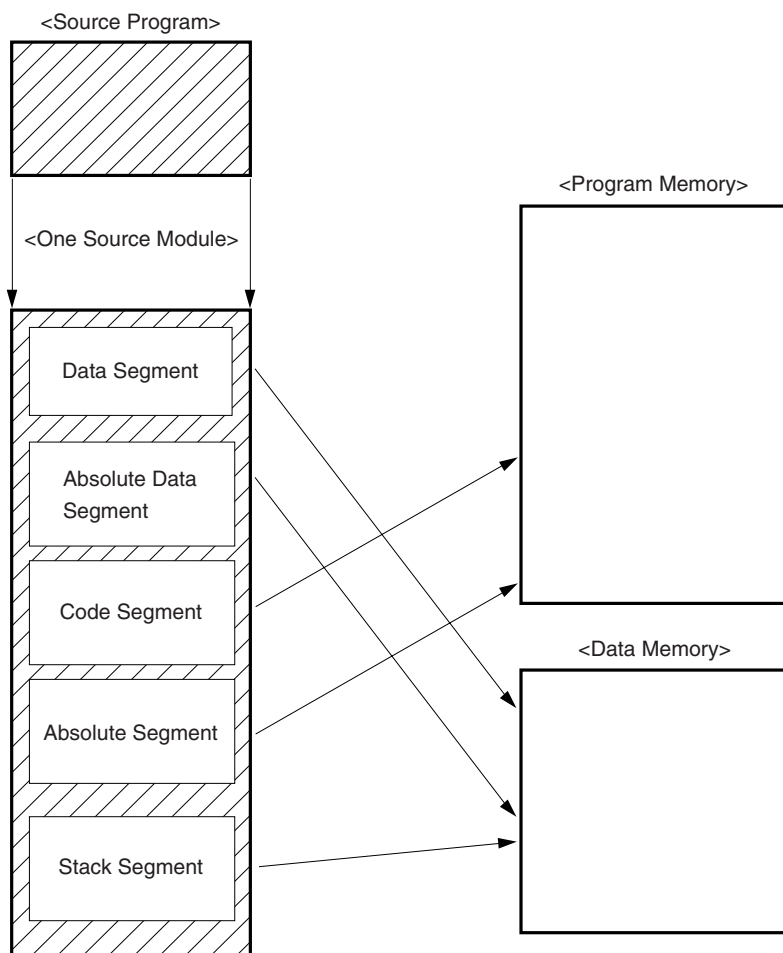 <Source Program>
<One Source Module>
Data Segment
Absolute Data
Segment
Code Segment
Absolute Segment
Stack Segment
<Program Memory>
<Data Memory>